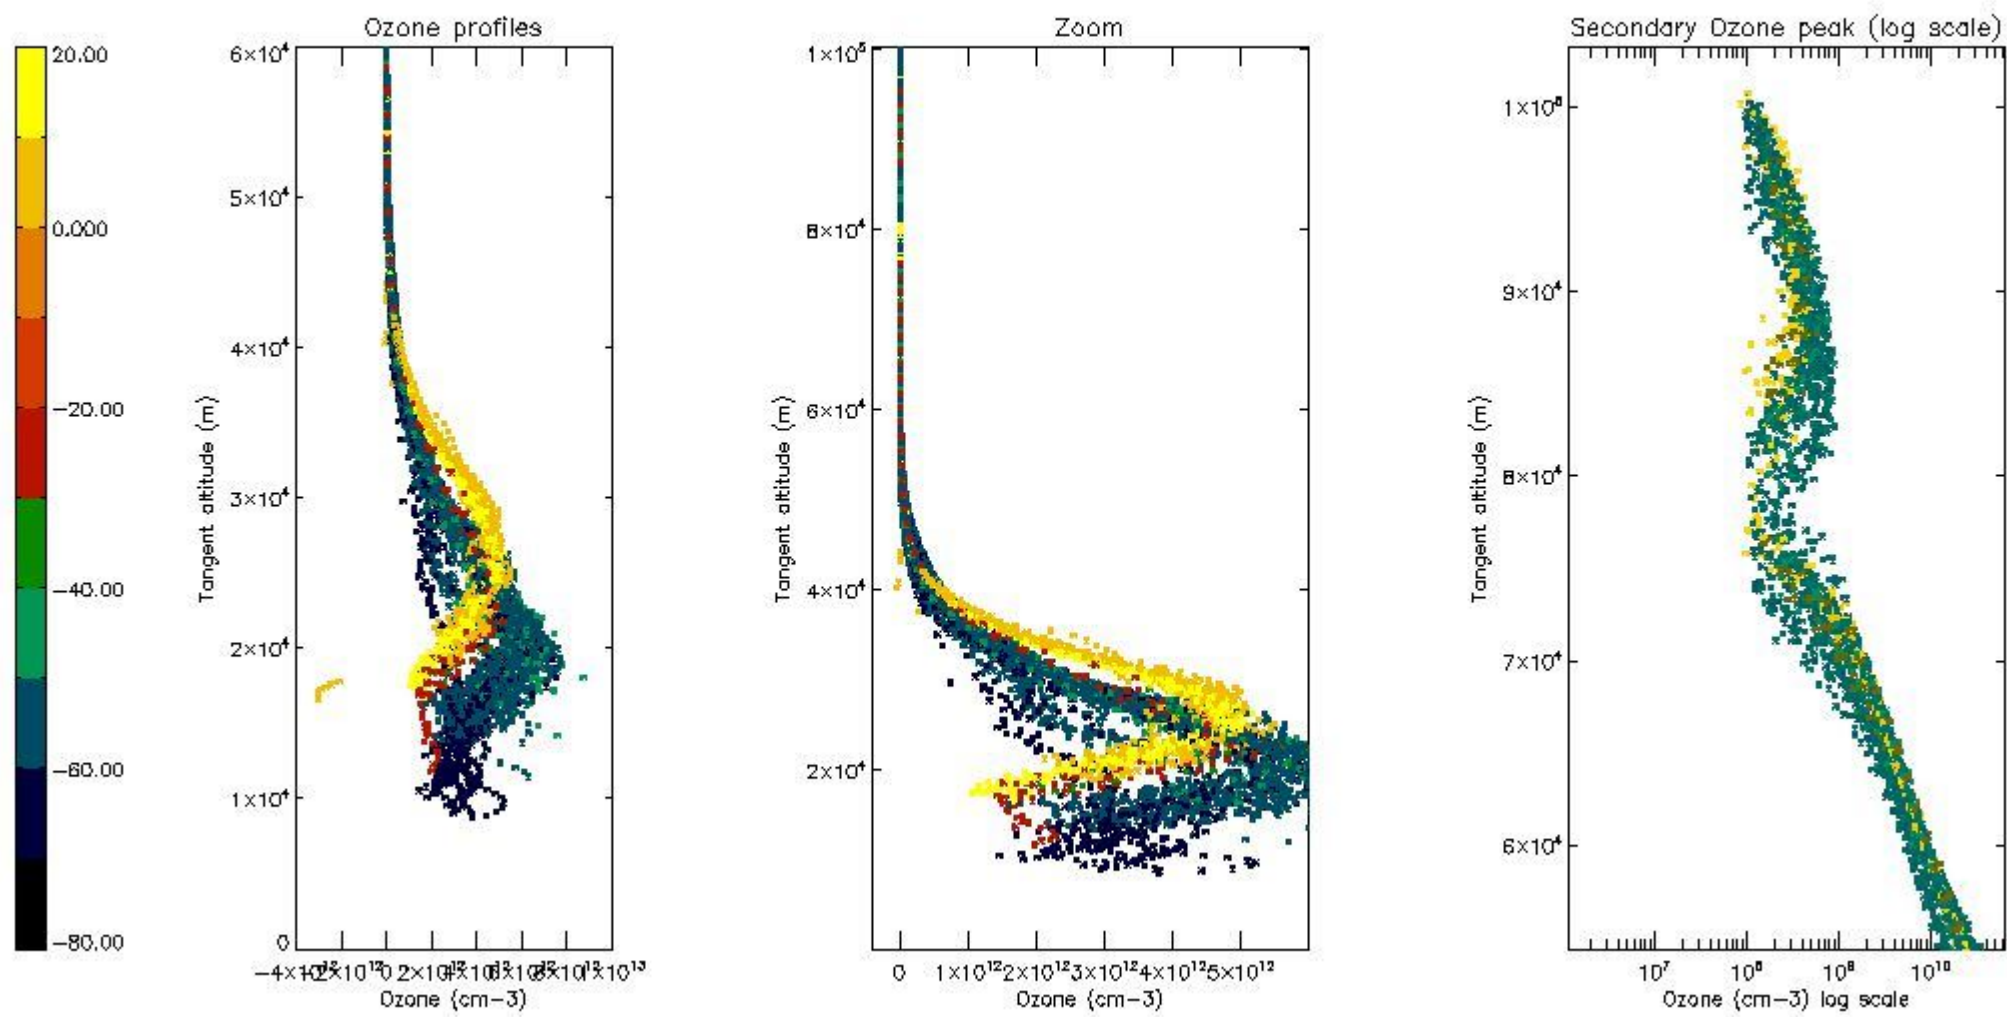 Ozone profiles
Zoom
Secondary Ozone peak (log scale)
20.00
0.000
−20.00
−40.00
−60.00
−80.00
6×10⁴
5×10⁴
4×10⁴
3×10⁴
2×10⁴
1×10⁴
0
Tangent altitude (m)
1×10¹³
Ozone (cm−3)
1×10⁵
8×10⁴
6×10⁴
4×10⁴
2×10⁴
Tangent altitude (m)
0 1×10¹² 2×10¹² 3×10¹² 4×10¹² 5×10¹²
Ozone (cm−3)
9×10⁴
8×10⁴
7×10⁴
6×10⁴
Tangent altitude (m)
10⁷ 10⁸ 10⁹ 10¹⁰
Ozone (cm−3) log scale